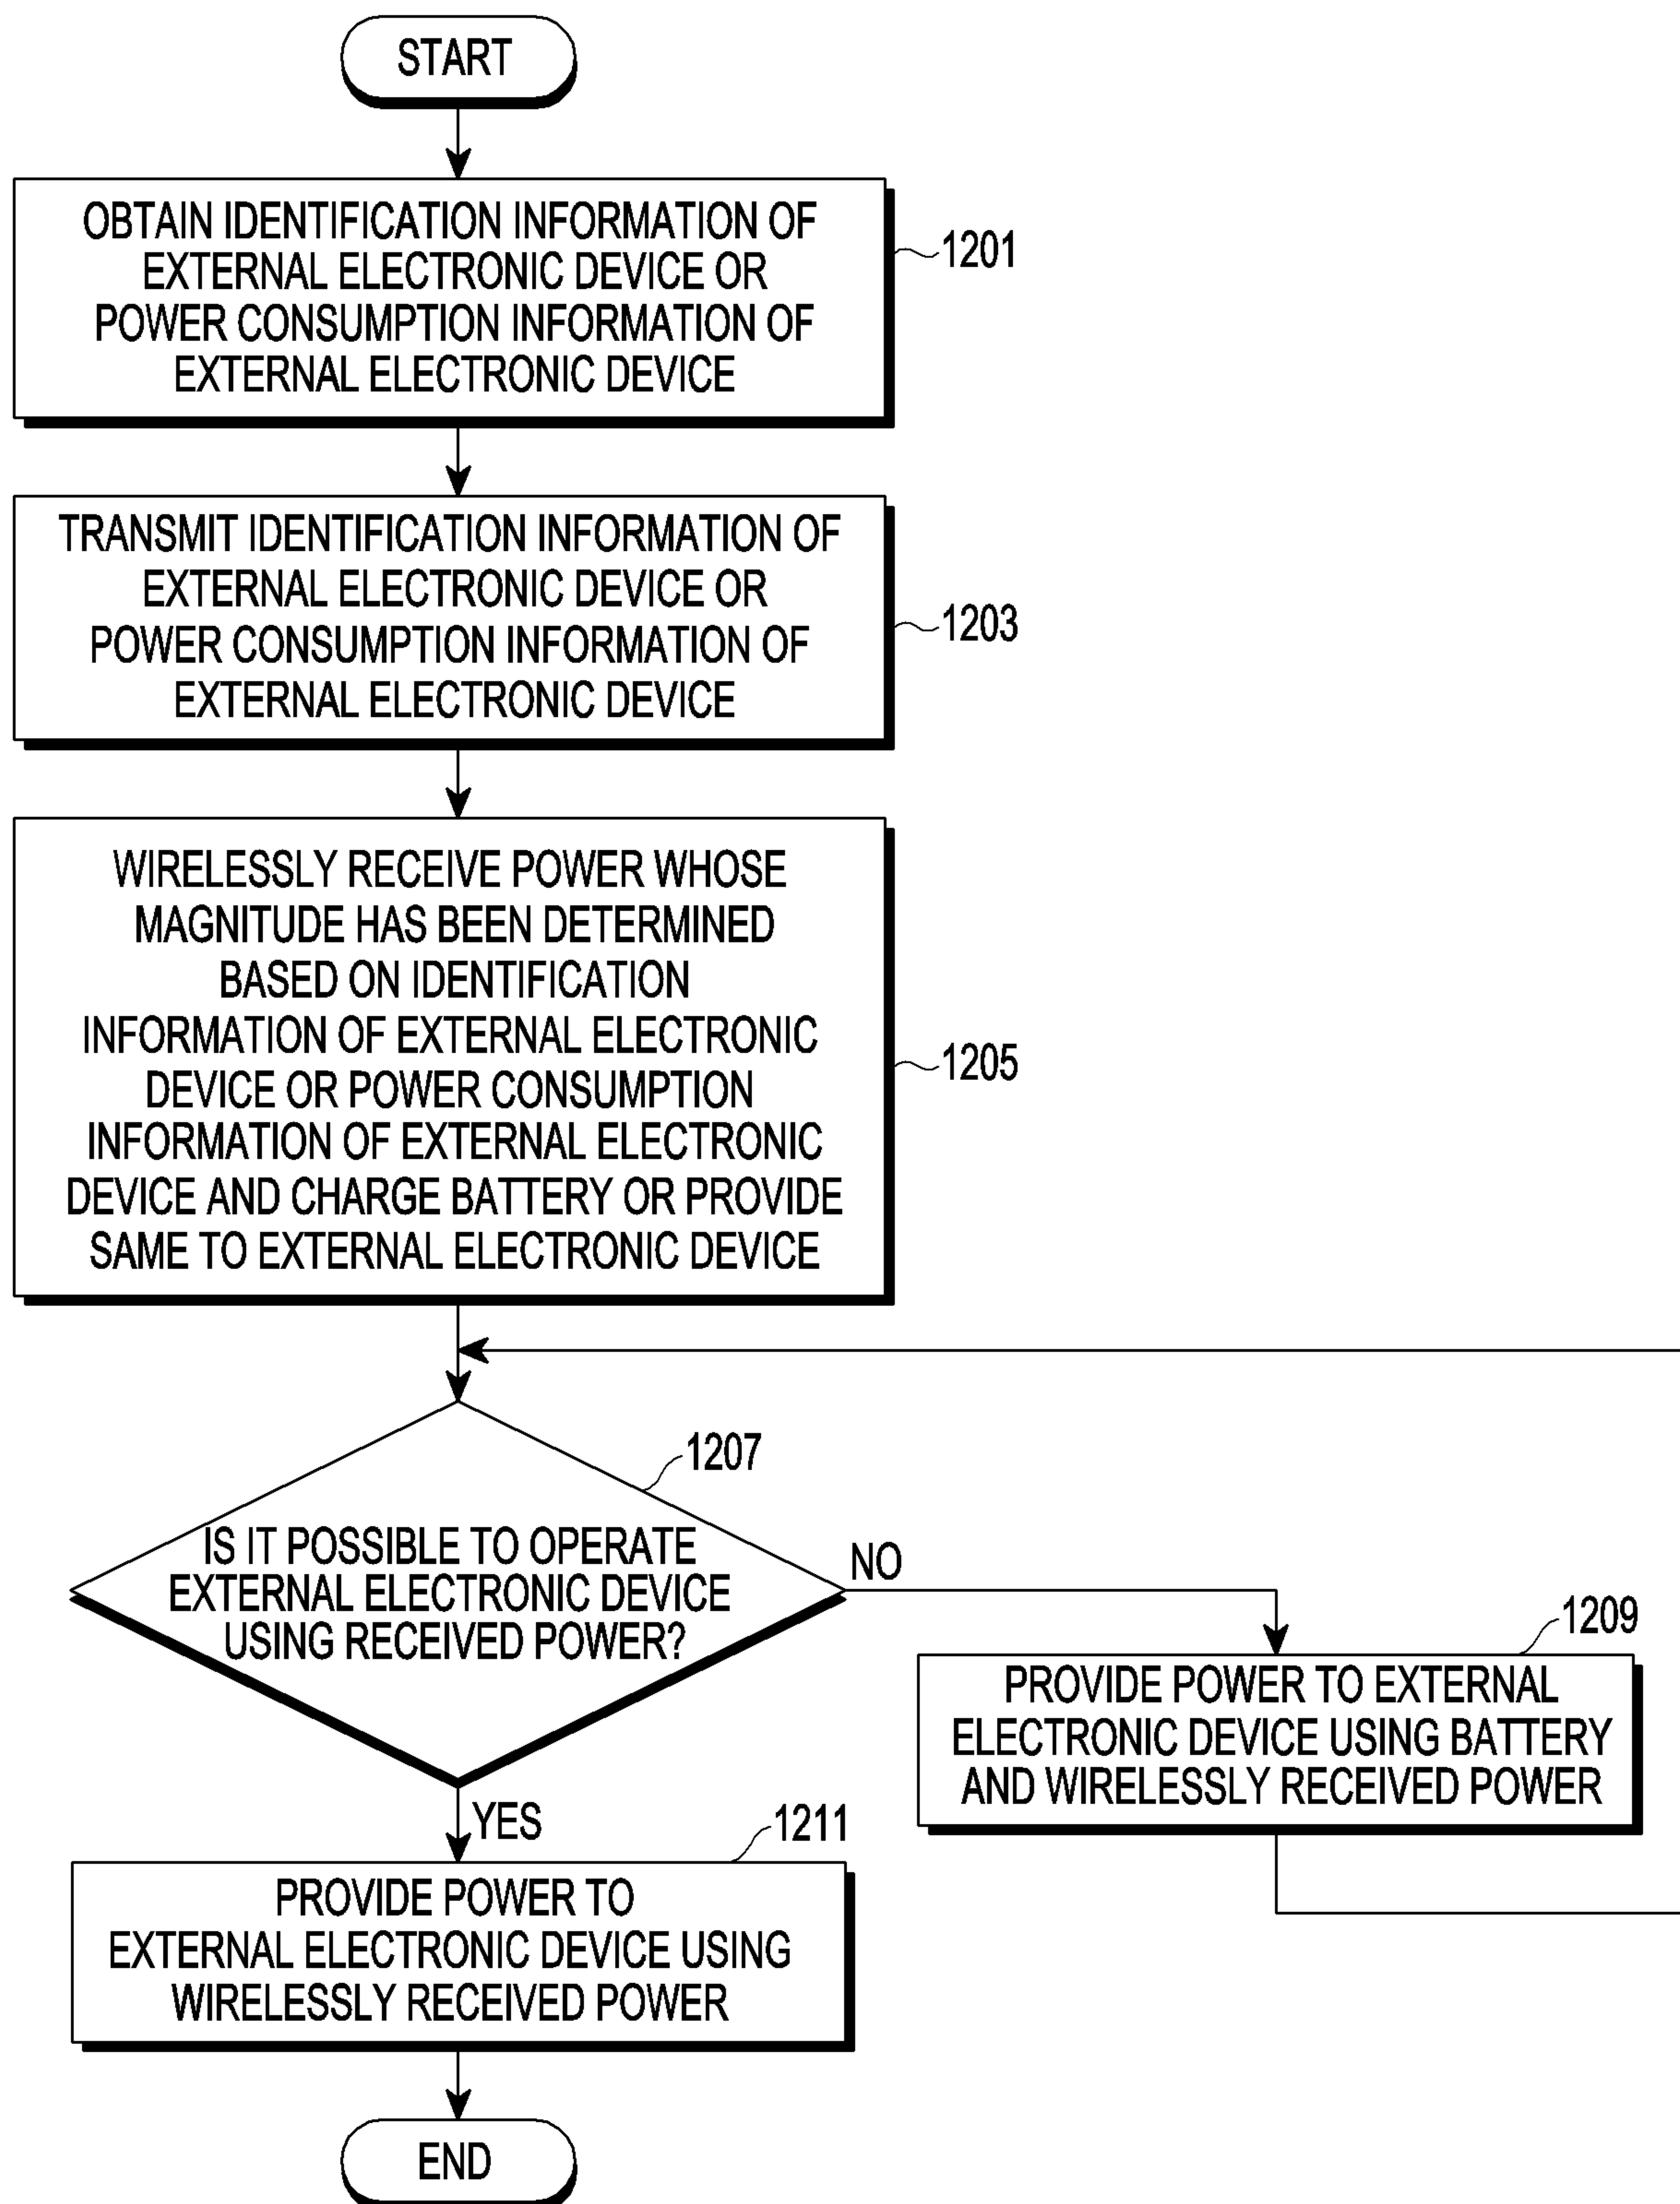 START
OBTAIN IDENTIFICATION INFORMATION OF
EXTERNAL ELECTRONIC DEVICE OR
POWER CONSUMPTION INFORMATION OF
EXTERNAL ELECTRONIC DEVICE
1201
TRANSMIT IDENTIFICATION INFORMATION OF
EXTERNAL ELECTRONIC DEVICE OR
POWER CONSUMPTION INFORMATION OF
EXTERNAL ELECTRONIC DEVICE
1203
WIRELESSLY RECEIVE POWER WHOSE
MAGNITUDE HAS BEEN DETERMINED
BASED ON IDENTIFICATION
INFORMATION OF EXTERNAL ELECTRONIC
DEVICE OR POWER CONSUMPTION
INFORMATION OF EXTERNAL ELECTRONIC
DEVICE AND CHARGE BATTERY OR PROVIDE
SAME TO EXTERNAL ELECTRONIC DEVICE
1205
1207
IS IT POSSIBLE TO OPERATE
EXTERNAL ELECTRONIC DEVICE
USING RECEIVED POWER?
NO
1209
PROVIDE POWER TO EXTERNAL
ELECTRONIC DEVICE USING BATTERY
AND WIRELESSLY RECEIVED POWER
YES
1211
PROVIDE POWER TO
EXTERNAL ELECTRONIC DEVICE USING
WIRELESSLY RECEIVED POWER
END